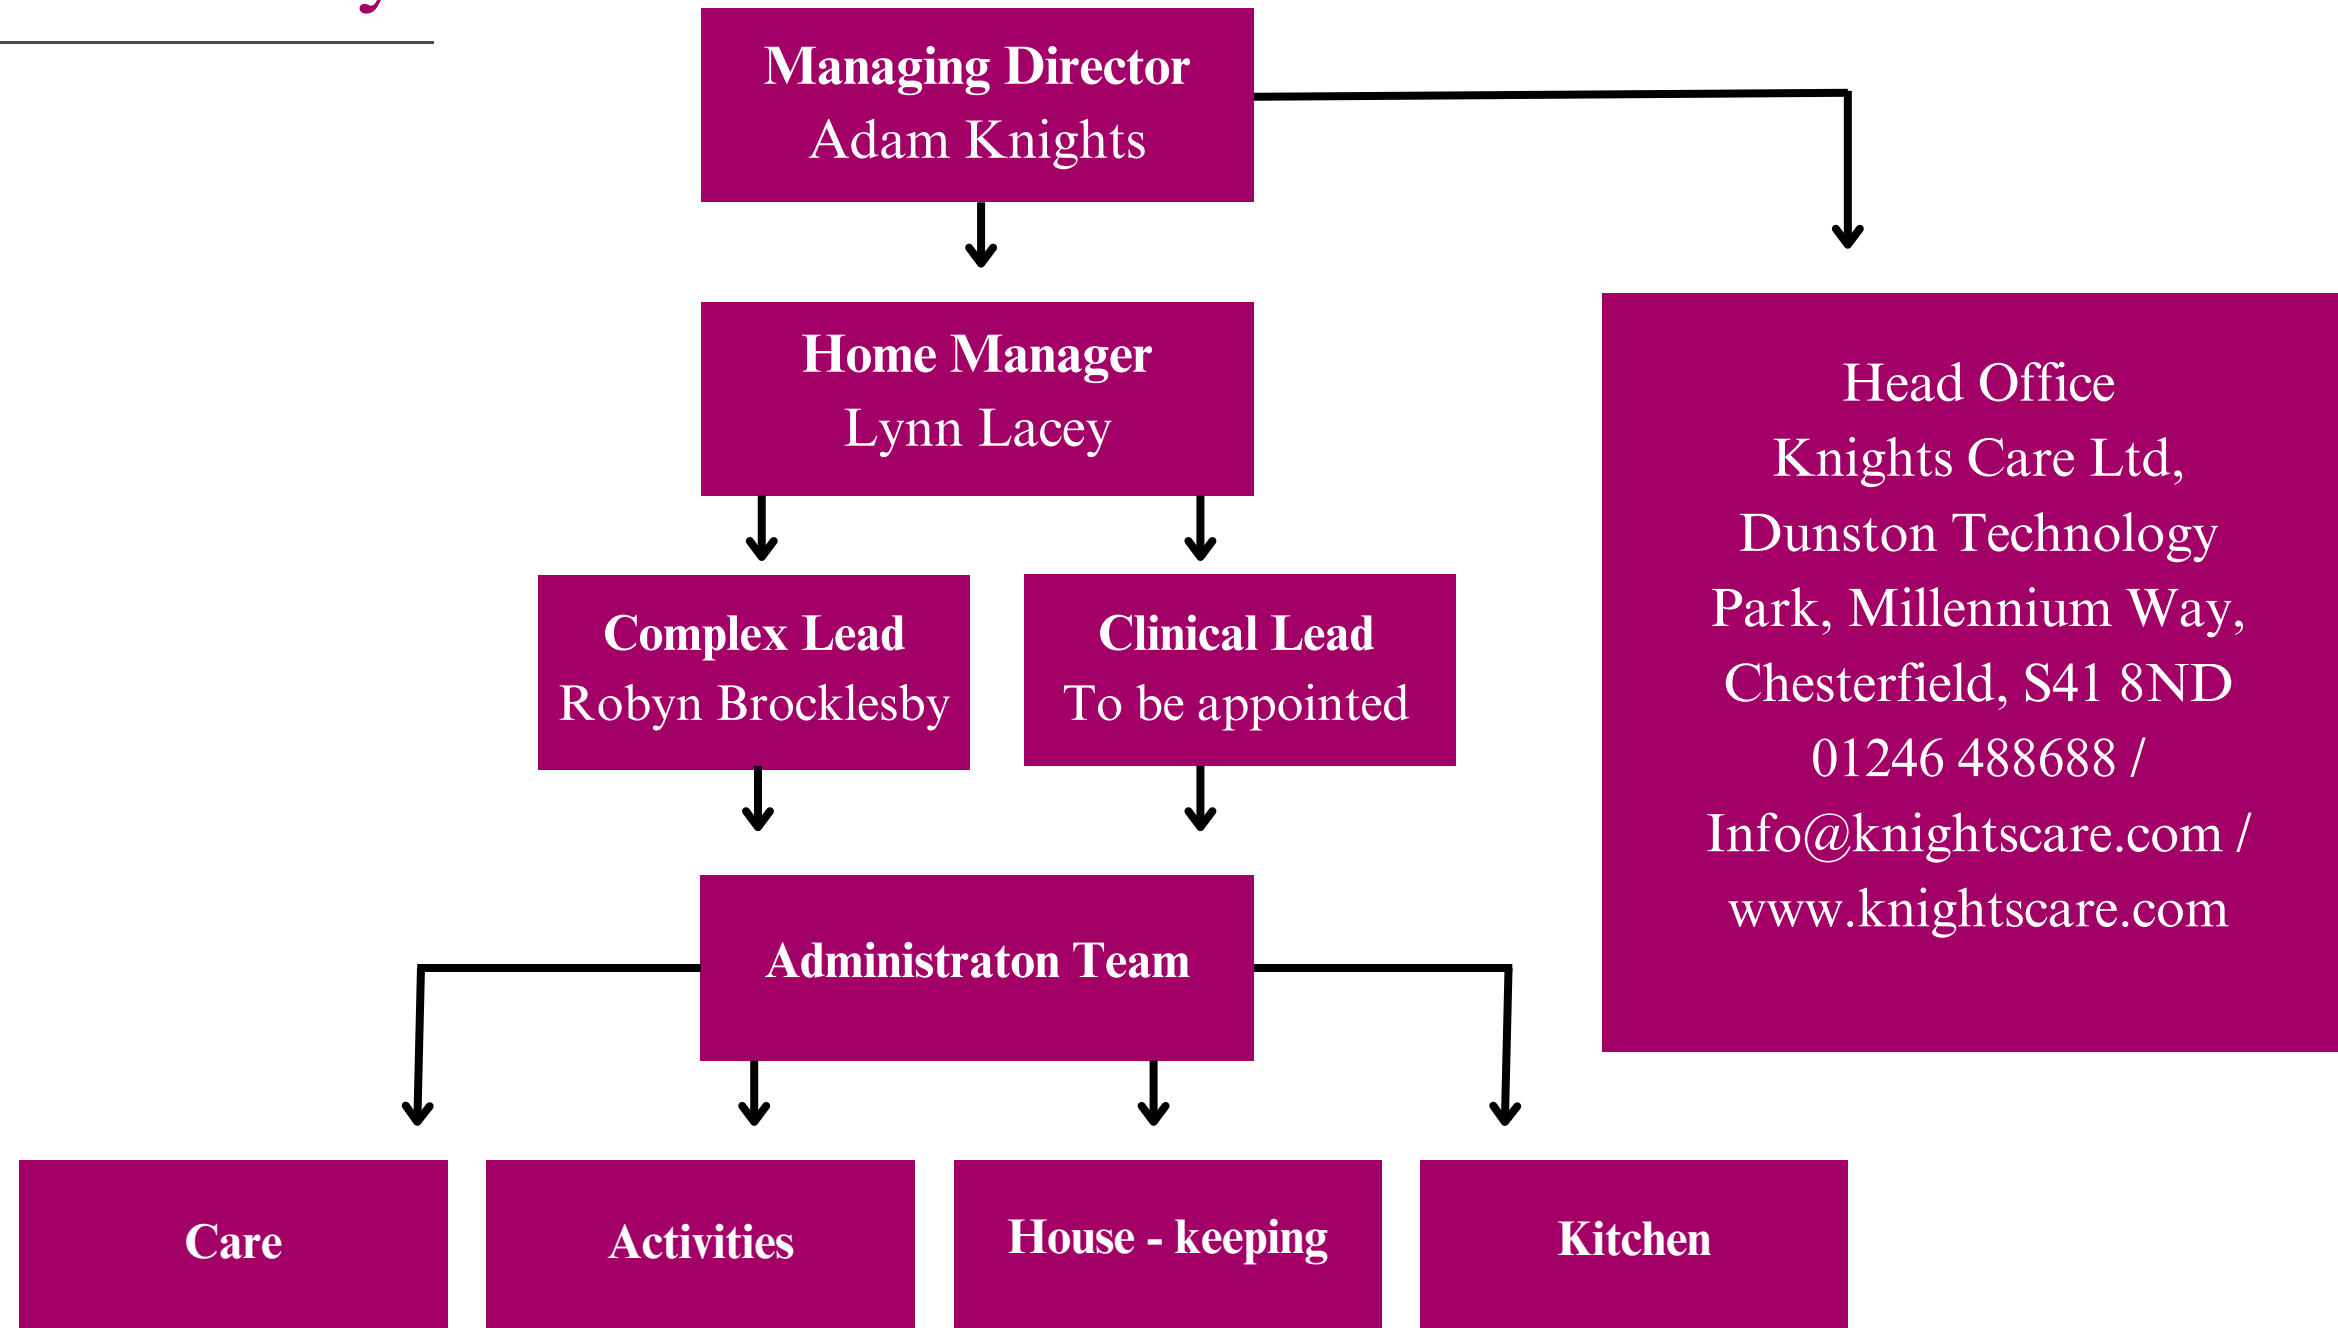 Managing Director
Adam Knights
Home Manager
Lynn Lacey
Complex Lead
Robyn Brocklesby
Clinical Lead
To be appointed
Administraton Team
Care
Activities
House - keeping
Kitchen
Head Office
Knights Care Ltd,
Dunston Technology
Park, Millennium Way,
Chesterfield, S41 8ND
01246 488688 /
Info@knightscare.com /
www.knightscare.com